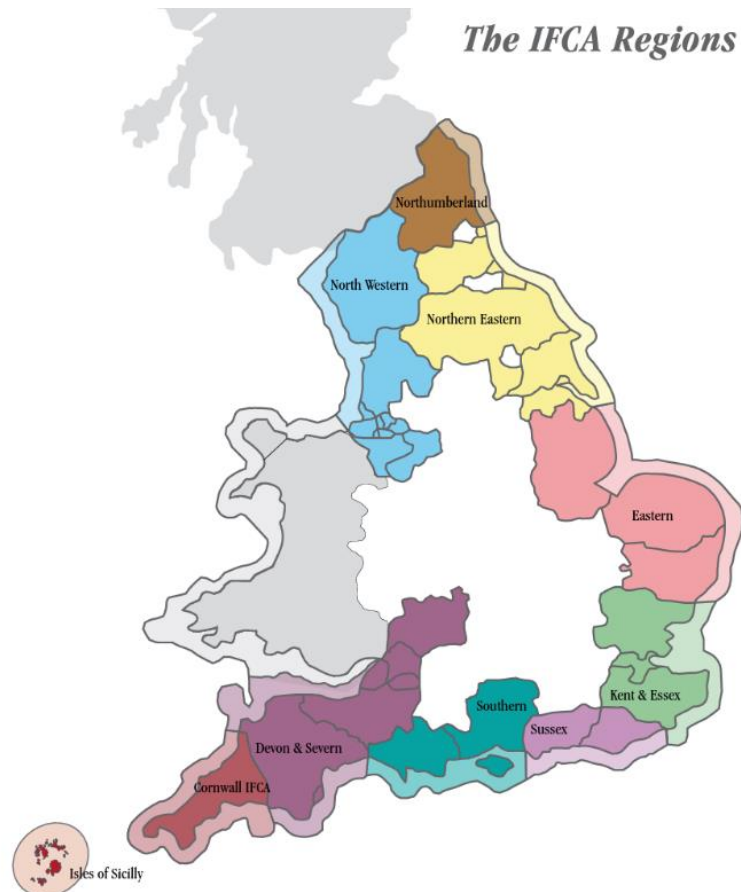 The IFCA Regions
Northumberland
North Western
Northern Eastern
Eastern
Kent & Essex
Southern
Sussex
Devon & Severn
Cornwall IFCA
Isles of Sicilly